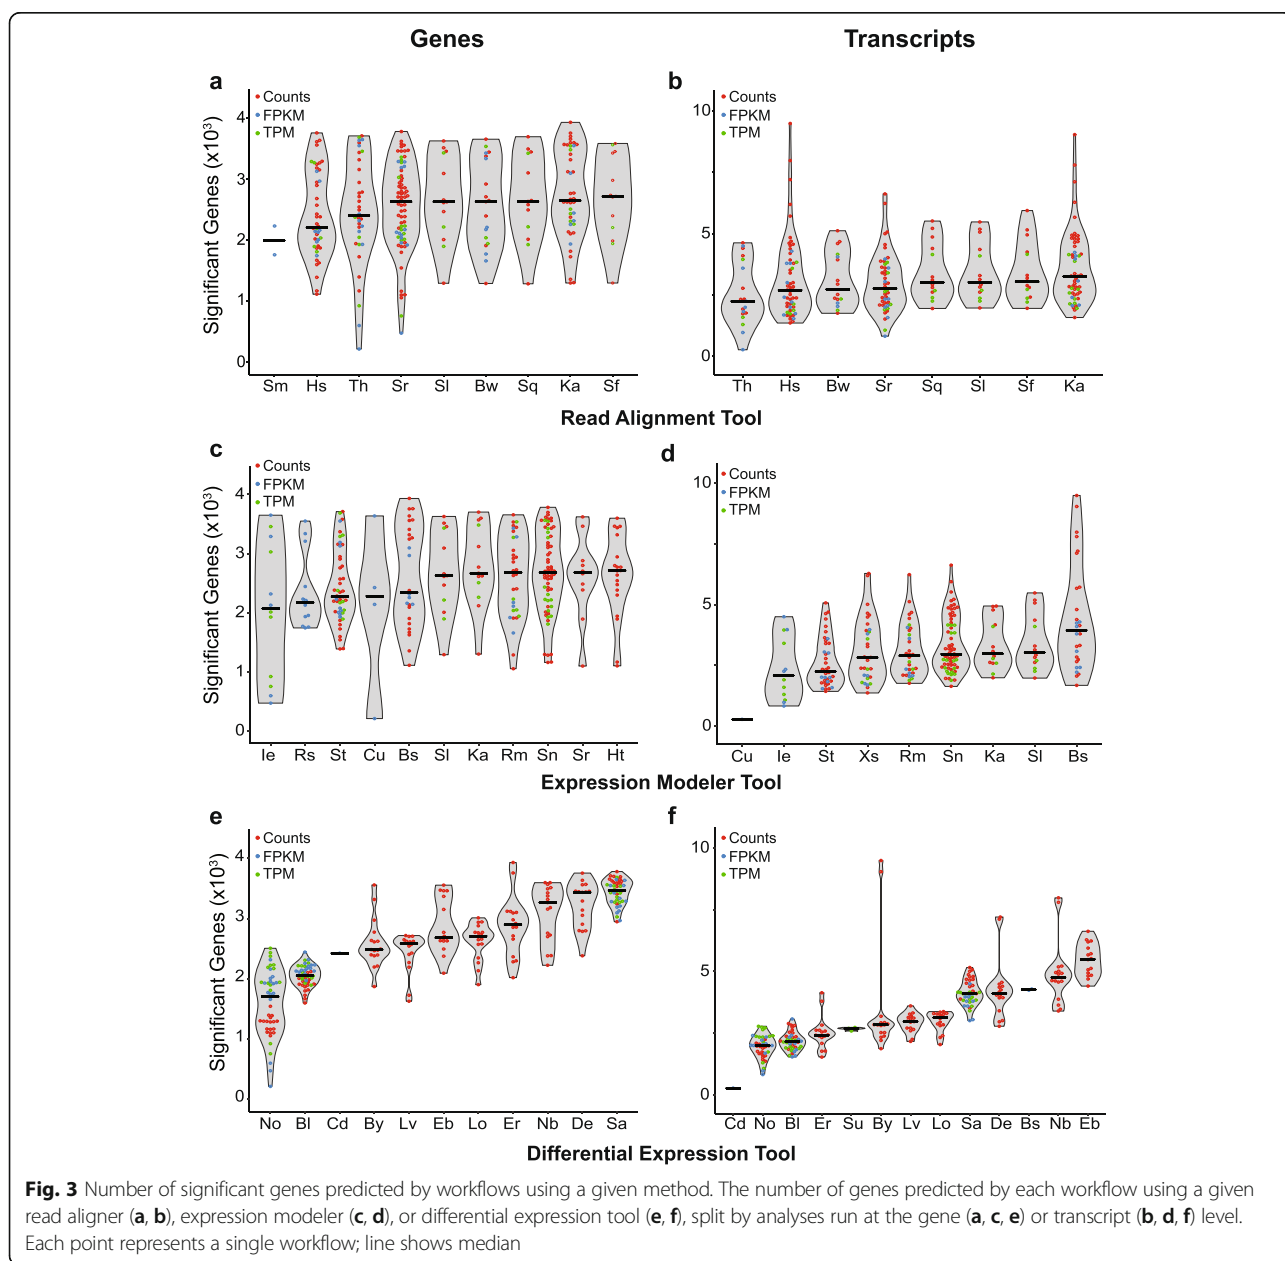 Genes
Transcripts
a
Counts
FPKM
TPM
Significant Genes (x10³)
4
3
2
1
0
Sm Hs Th Sr Sl Bw Sq Ka Sf
b
Counts
FPKM
TPM
10
5
0
Th Hs Bw Sr Sq Sl Sf Ka
Read Alignment Tool
c
Counts
FPKM
TPM
Significant Genes (x10³)
4
3
2
1
0
Ie Rs St Cu Bs Sl Ka Rm Sn Sr Ht
d
Counts
FPKM
TPM
10
5
0
Cu Ie St Xs Rm Sn Ka Sl Bs
Expression Modeler Tool
e
Counts
FPKM
TPM
Significant Genes (x10³)
4
3
2
1
0
No Bl Cd By Lv Eb Lo Er Nb De Sa
f
Counts
FPKM
TPM
10
5
0
Cd No Bl Er Su By Lv Lo Sa De Bs Nb Eb
Differential Expression Tool
Fig. 3 Number of significant genes predicted by workflows using a given method. The number of genes predicted by each workflow using a given
read aligner (a, b), expression modeler (c, d), or differential expression tool (e, f), split by analyses run at the gene (a, c, e) or transcript (b, d, f) level.
Each point represents a single workflow; line shows median